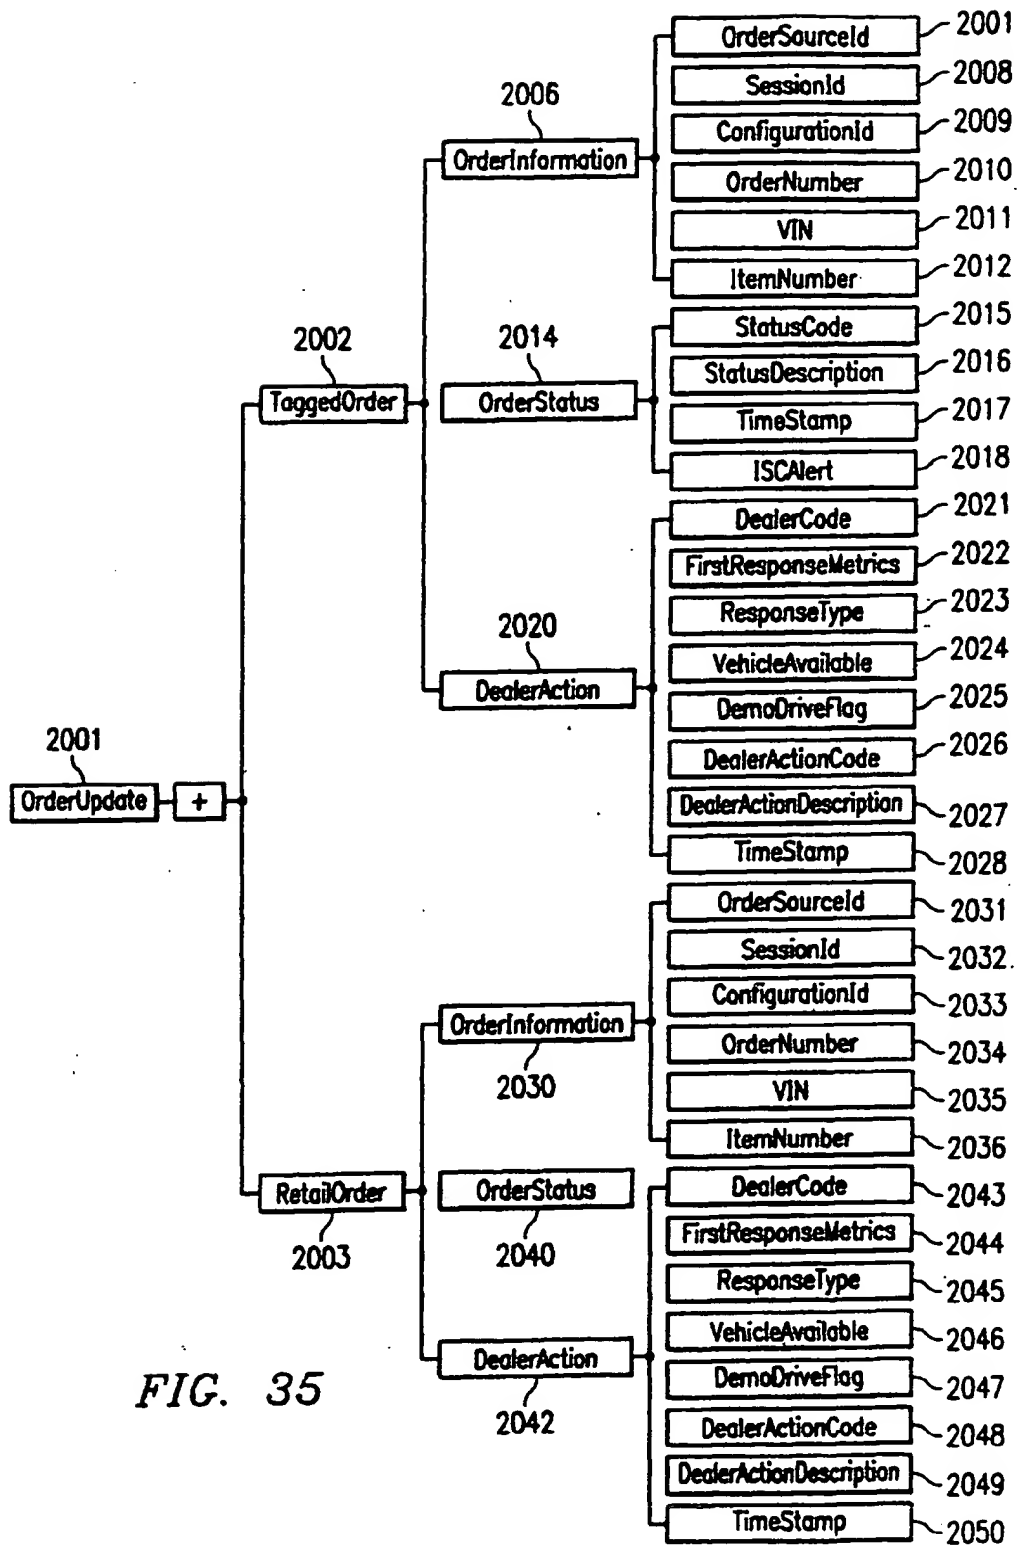 OrderSourceId 2001
SessionId 2008
2006
ConfigurationId 2009
OrderInformation
OrderNumber 2010
VIN 2011
ItemNumber 2012
StatusCode 2015
2002 2014
StatusDescription 2016
TaggedOrder OrderStatus
TimeStamp 2017
ISCAlert 2018
DealerCode 2021
FirstResponseMetrics 2022
ResponseType 2023
2020
VehicleAvailable 2024
DealerAction
DemoDriveFlag 2025
2001
DealerActionCode 2026
OrderUpdate +
DealerActionDescription 2027
TimeStamp 2028
OrderSourceId 2031
SessionId 2032
ConfigurationId 2033
OrderInformation
OrderNumber 2034
2030
VIN 2035
ItemNumber 2036
RetailOrder OrderStatus
DealerCode 2043
2003 2040
FirstResponseMetrics 2044
ResponseType 2045
VehicleAvailable 2046
DealerAction
DemoDriveFlag 2047
FIG. 35
2042
DealerActionCode 2048
DealerActionDescription 2049
TimeStamp 2050